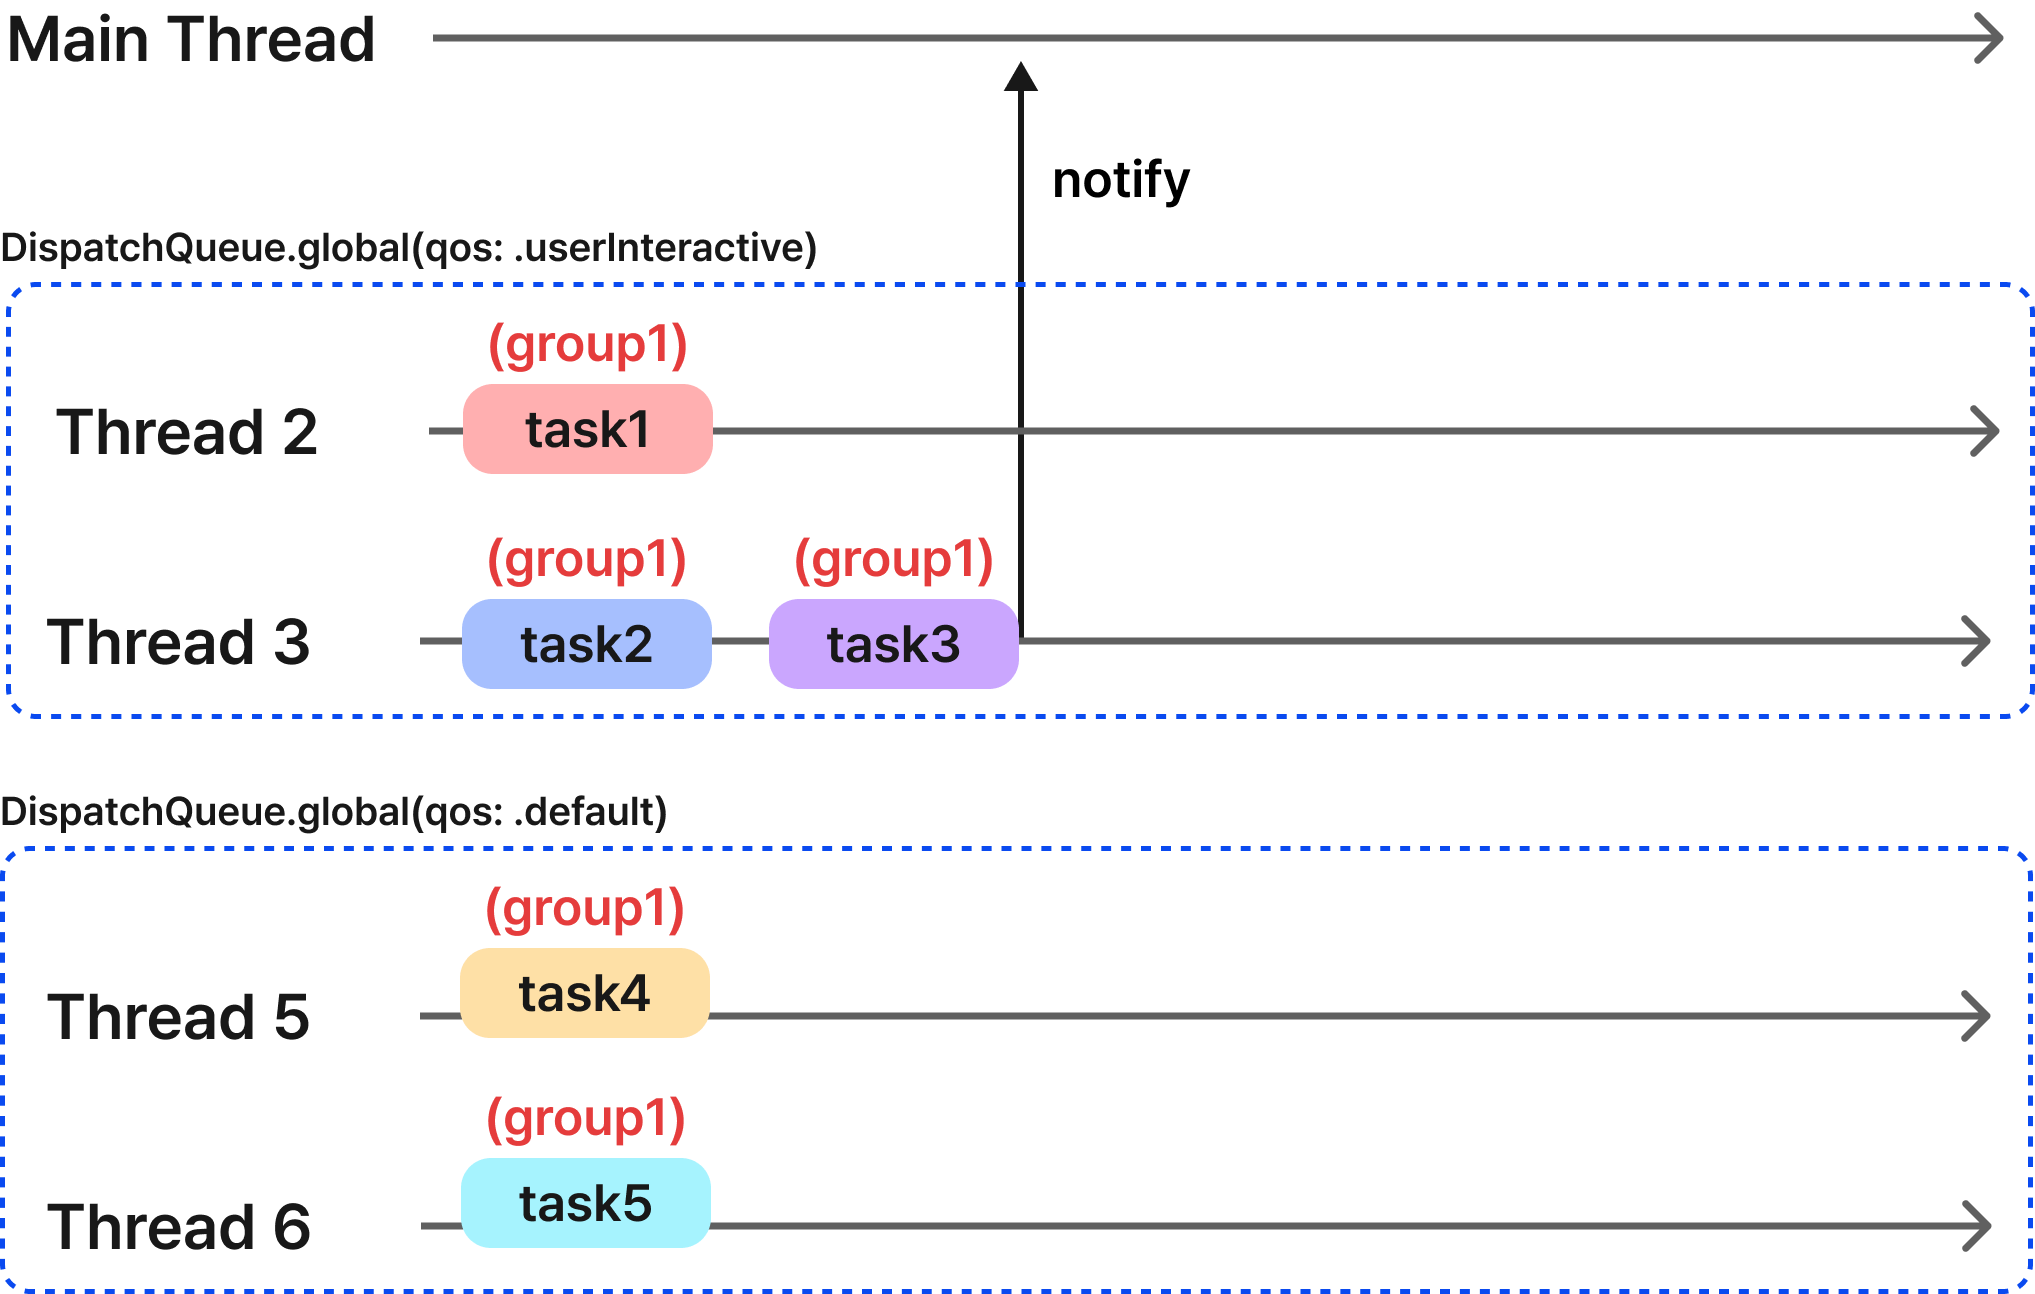 Main Thread
notify
DispatchQueue.global(qos: .userInteractive)
(group1)
Thread 2
task1
(group1) (group1)
Thread 3
task2
task3
DispatchQueue.global(qos: .default)
(group1)
Thread 5
task4
(group1)
Thread 6
task5